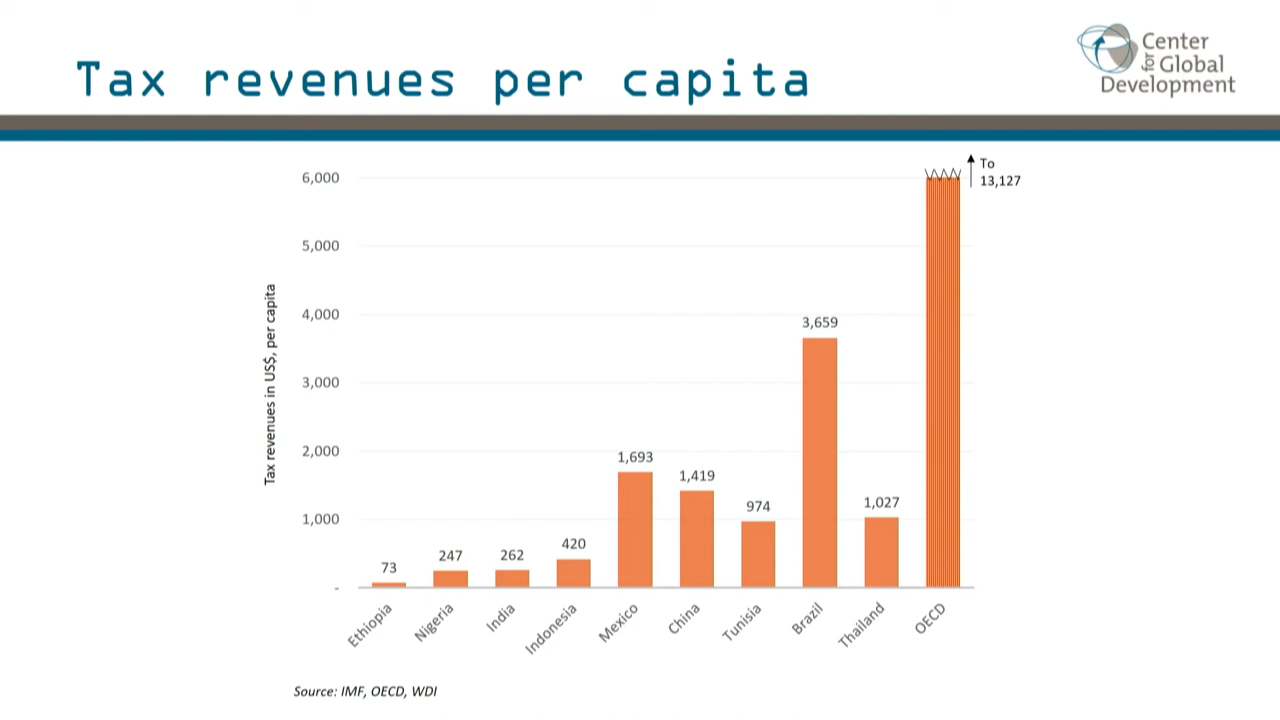 Tax revenues per capita
Center
for Global
Development
To
13,127
6,000
5,000
4,000
3,000
2,000
1,000
-
Tax revenues in US$, per capita
73
247
262
420
1,693
1,419
974
3,659
1,027
Ethiopia
Nigeria
India
Indonesia
Mexico
China
Tunisia
Brazil
Thailand
OECD
Source: IMF, OECD, WDI